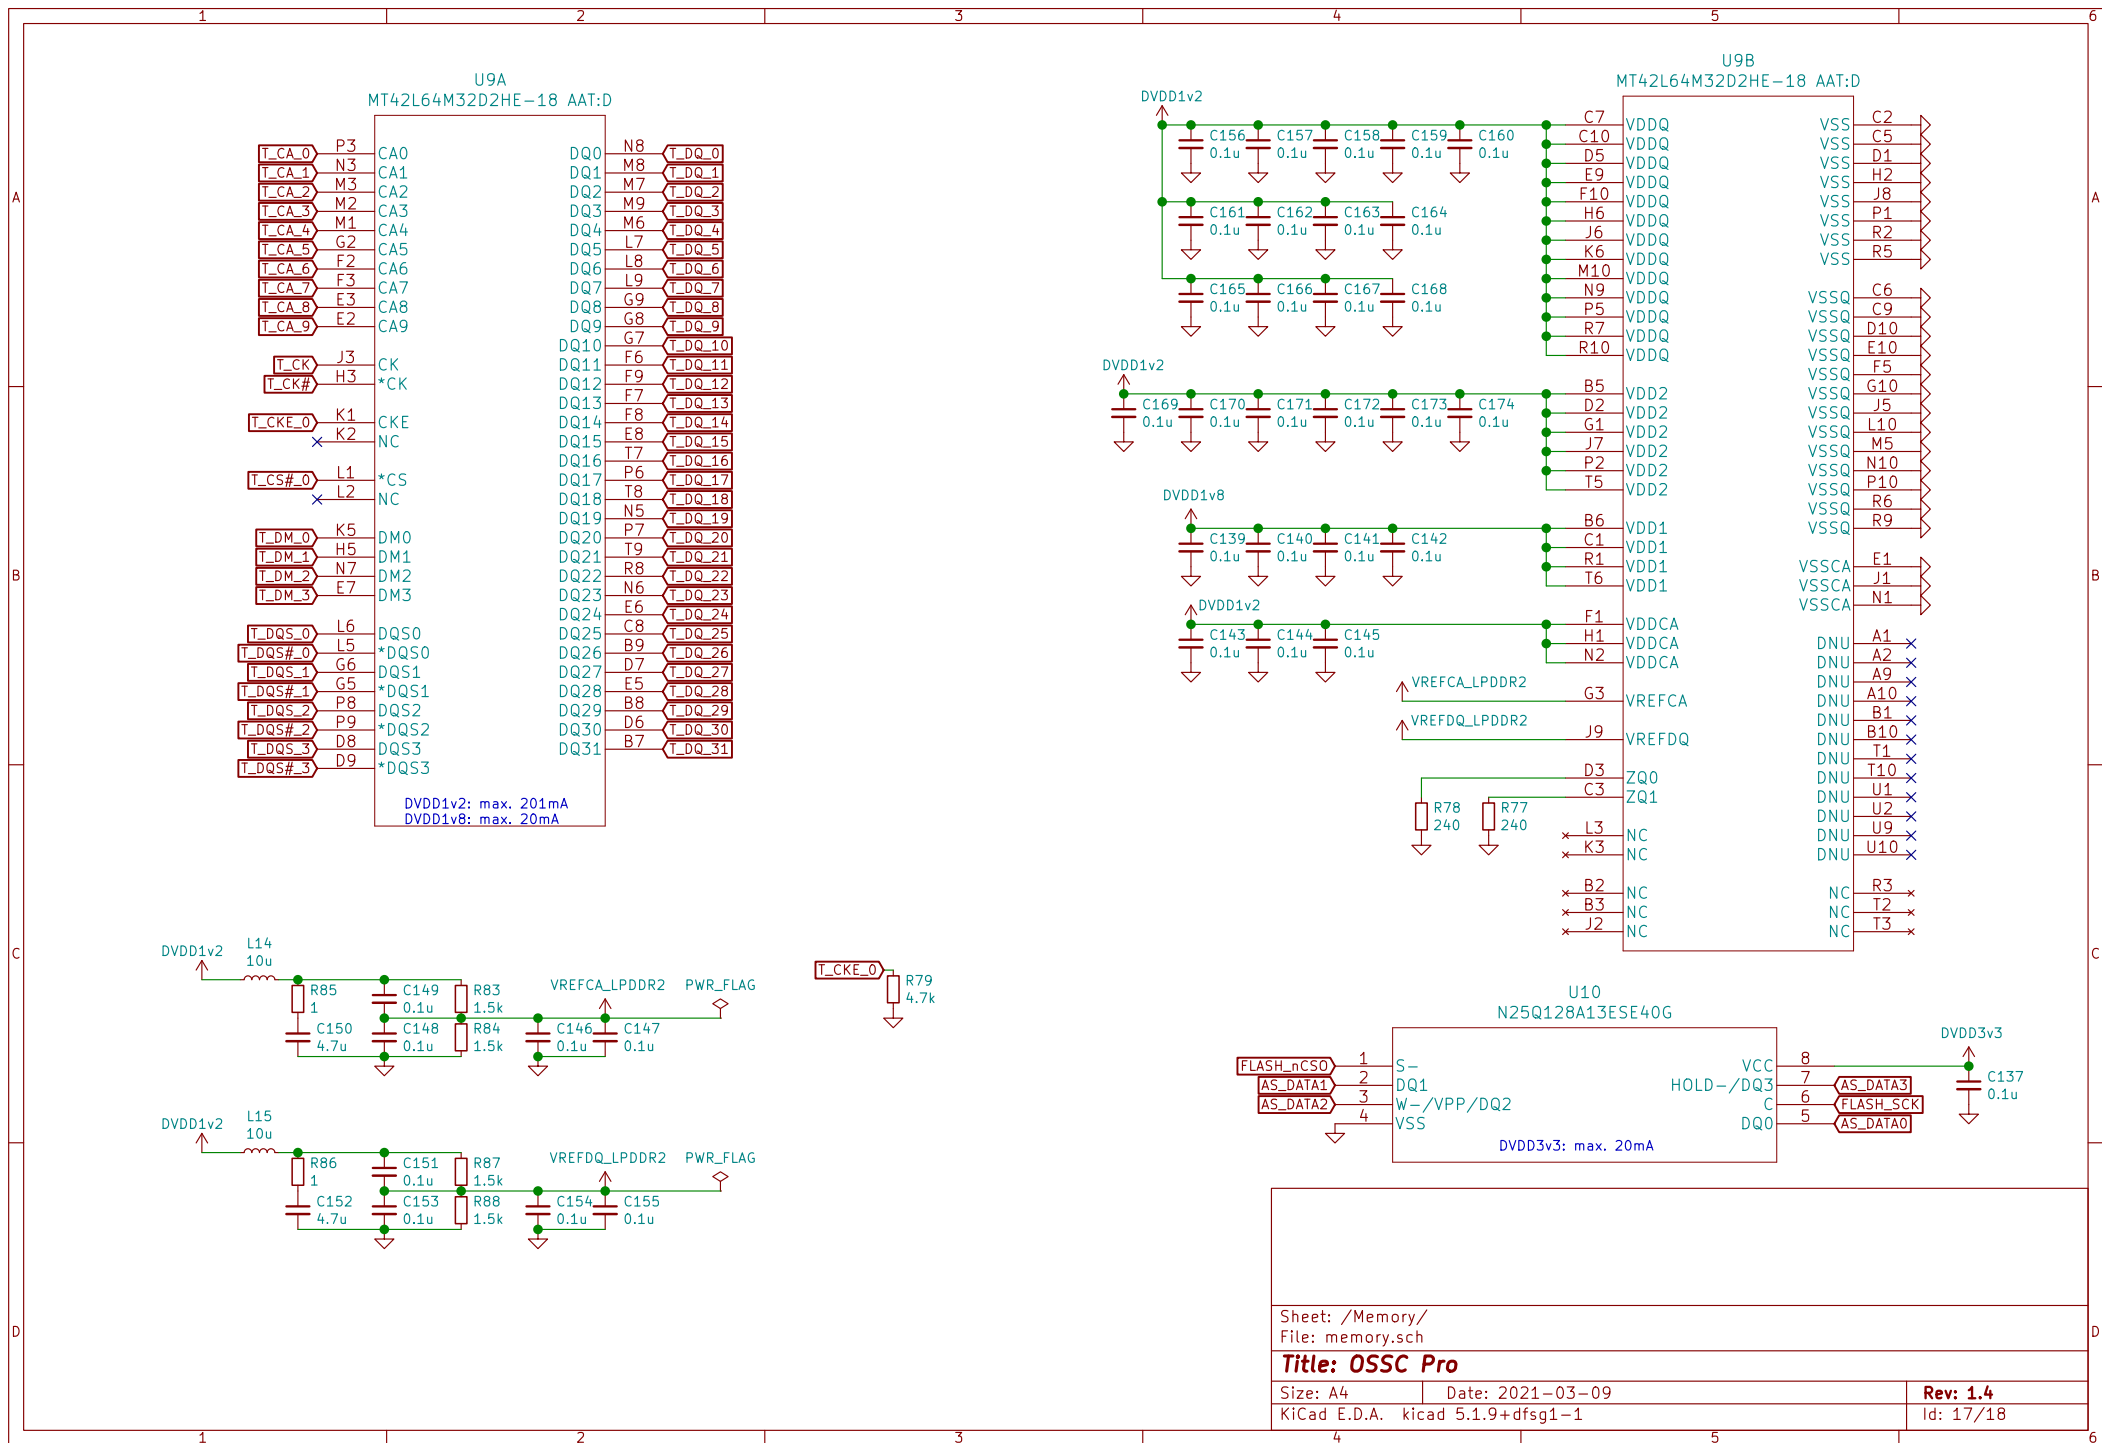 1 2 3 4 5 6
A
B
C
D
U9A
MT42L64M32D2HE-18 AAT:D
T_CA_0 P3 CA0 DQ0 N8 T_DQ_0
T_CA_1 N3 CA1 DQ1 M8 T_DQ_1
T_CA_2 M3 CA2 DQ2 M7 T_DQ_2
T_CA_3 M2 CA3 DQ3 M9 T_DQ_3
T_CA_4 M1 CA4 DQ4 M6 T_DQ_4
T_CA_5 G2 CA5 DQ5 L7 T_DQ_5
T_CA_6 F2 CA6 DQ6 L8 T_DQ_6
T_CA_7 F3 CA7 DQ7 L9 T_DQ_7
T_CA_8 E3 CA8 DQ8 G9 T_DQ_8
T_CA_9 E2 CA9 DQ9 G8 T_DQ_9
DQ10 G7 T_DQ_10
T_CK J3 CK DQ11 F6 T_DQ_11
T_CK# H3 *CK DQ12 F9 T_DQ_12
DQ13 F7 T_DQ_13
T_CKE_0 K1 CKE DQ14 F8 T_DQ_14
K2 NC DQ15 E8 T_DQ_15
DQ16 T7 T_DQ_16
T_CS#_0 L1 *CS DQ17 P6 T_DQ_17
L2 NC DQ18 T8 T_DQ_18
DQ19 N5 T_DQ_19
T_DM_0 K5 DM0 DQ20 P7 T_DQ_20
T_DM_1 H5 DM1 DQ21 T9 T_DQ_21
T_DM_2 N7 DM2 DQ22 R8 T_DQ_22
T_DM_3 E7 DM3 DQ23 N6 T_DQ_23
DQ24 E6 T_DQ_24
T_DQS_0 L6 DQS0 DQ25 C8 T_DQ_25
T_DQS#_0 L5 *DQS0 DQ26 B9 T_DQ_26
T_DQS_1 G6 DQS1 DQ27 D7 T_DQ_27
T_DQS#_1 G5 *DQS1 DQ28 E5 T_DQ_28
T_DQS_2 P8 DQS2 DQ29 B8 T_DQ_29
T_DQS#_2 P9 *DQS2 DQ30 D6 T_DQ_30
T_DQS_3 D8 DQS3 DQ31 B7 T_DQ_31
T_DQS#_3 D9 *DQS3
DVDD1v2: max. 201mA
DVDD1v8: max. 20mA
U9B
MT42L64M32D2HE-18 AAT:D
DVDD1v2
C156 C157 C158 C159 C160
0.1u 0.1u 0.1u 0.1u 0.1u
C161 C162 C163 C164
0.1u 0.1u 0.1u 0.1u
C165 C166 C167 C168
0.1u 0.1u 0.1u 0.1u
DVDD1v2
C169 C170 C171 C172 C173 C174
0.1u 0.1u 0.1u 0.1u 0.1u 0.1u
DVDD1v8
C139 C140 C141 C142
0.1u 0.1u 0.1u 0.1u
DVDD1v2
C143 C144 C145
0.1u 0.1u 0.1u
VREFCA_LPDDR2
VREFDQ_LPDDR2
R78 R77
240 240
C7 VDDQ VSS C2
C10 VDDQ VSS C5
D5 VDDQ VSS D1
E9 VDDQ VSS H2
F10 VDDQ VSS J8
H6 VDDQ VSS P1
J6 VDDQ VSS R2
K6 VDDQ VSS R5
M10 VDDQ
N9 VDDQ VSSQ C6
P5 VDDQ VSSQ C9
R7 VDDQ VSSQ D10
R10 VDDQ VSSQ E10
VSSQ F5
B5 VDD2 VSSQ G10
D2 VDD2 VSSQ J5
G1 VDD2 VSSQ L10
J7 VDD2 VSSQ M5
P2 VDD2 VSSQ N10
T5 VDD2 VSSQ P10
VSSQ R6
B6 VDD1 VSSQ R9
C1 VDD1
R1 VDD1 VSSCA E1
T6 VDD1 VSSCA J1
VSSCA N1
F1 VDDCA
H1 VDDCA DNU A1
N2 VDDCA DNU A2
DNU A9
G3 VREFCA DNU A10
DNU B1
J9 VREFDQ DNU B10
DNU T1
D3 ZQ0 DNU T10
C3 ZQ1 DNU U1
DNU U2
L3 NC DNU U9
K3 NC DNU U10
B2 NC NC R3
B3 NC NC T2
J2 NC NC T3
DVDD1v2 L14
10u
R85 C149 R83
1 0.1u 1.5k
VREFCA_LPDDR2 PWR_FLAG
C150 C148 R84 C146 C147
4.7u 0.1u 1.5k 0.1u 0.1u
T_CKE_0 R79
4.7k
DVDD1v2 L15
10u
R86 C151 R87
1 0.1u 1.5k
VREFDQ_LPDDR2 PWR_FLAG
C152 C153 R88 C154 C155
4.7u 0.1u 1.5k 0.1u 0.1u
U10
N25Q128A13ESE40G
DVDD3v3
FLASH_nCSO 1 S- VCC 8
AS_DATA1 2 DQ1 HOLD-/DQ3 7 AS_DATA3
AS_DATA2 3 W-/VPP/DQ2 C 6 FLASH_SCK
4 VSS DQ0 5 AS_DATA0
DVDD3v3: max. 20mA
C137
0.1u
Sheet: /Memory/
File: memory.sch
Title: OSSC Pro
Size: A4 Date: 2021-03-09 Rev: 1.4
KiCad E.D.A. kicad 5.1.9+dfsg1-1 Id: 17/18
A
B
C
D
1 2 3 4 5 6